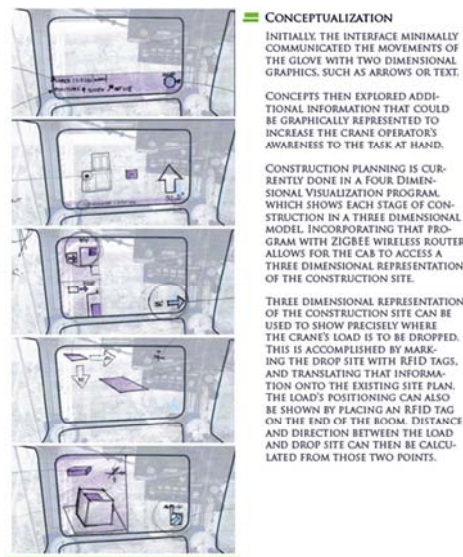 CONCEPTUALIZATION
INITIALLY, THE INTERFACE MINIMALLY
COMMUNICATED THE MOVEMENTS OF
THE GLOVE WITH TWO DIMENSIONAL
GRAPHICS, SUCH AS ARROWS OR TEXT.
CONCEPTS THEN EXPLORED ADDI-
TIONAL INFORMATION THAT COULD
BE GRAPHICALLY REPRESENTED TO
INCREASE THE CRANE OPERATOR'S
AWARENESS TO THE TASK AT HAND.
CONSTRUCTION PLANNING IS CUR-
RENTLY DONE IN A FOUR DIMEN-
SIONAL VISUALIZATION PROGRAM,
WHICH SHOWS EACH STAGE OF CON-
STRUCTION IN A THREE DIMENSIONAL
MODEL. INCORPORATING THAT PRO-
GRAM WITH ZIGBEE WIRELESS ROUTER
ALLOWS FOR THE CAB TO ACCESS A
THREE DIMENSIONAL REPRESENTATION
OF THE CONSTRUCTION SITE.
THREE DIMENSIONAL REPRESENTATION
OF THE CONSTRUCTION SITE CAN BE
USED TO SHOW PRECISELY WHERE
THE CRANE'S LOAD IS TO BE DROPPED.
THIS IS ACCOMPLISHED BY MARK-
ING THE DROP SITE WITH RFID TAGS,
AND TRANSLATING THAT INFORMA-
TION ONTO THE EXISTING SITE PLAN.
THE LOAD'S POSITIONING CAN ALSO
BE SHOWN BY PLACING AN RFID TAG
ON THE END OF THE BOOM. DISTANCE
AND DIRECTION BETWEEN THE LOAD
AND DROP SITE CAN THEN BE CALCU-
LATED FROM THOSE TWO POINTS.